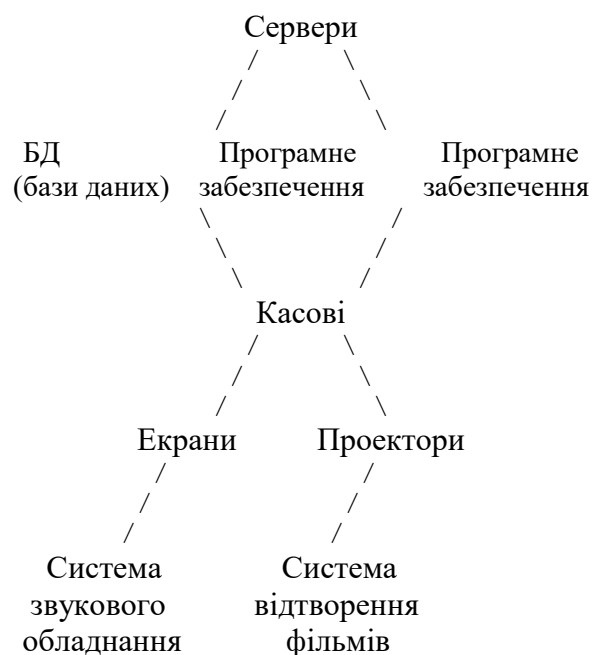 Сервери
БД Програмне Програмне
(бази даних) забезпечення забезпечення
Касові
Екрани Проектори
Система Система
звукового відтворення
обладнання фільмів